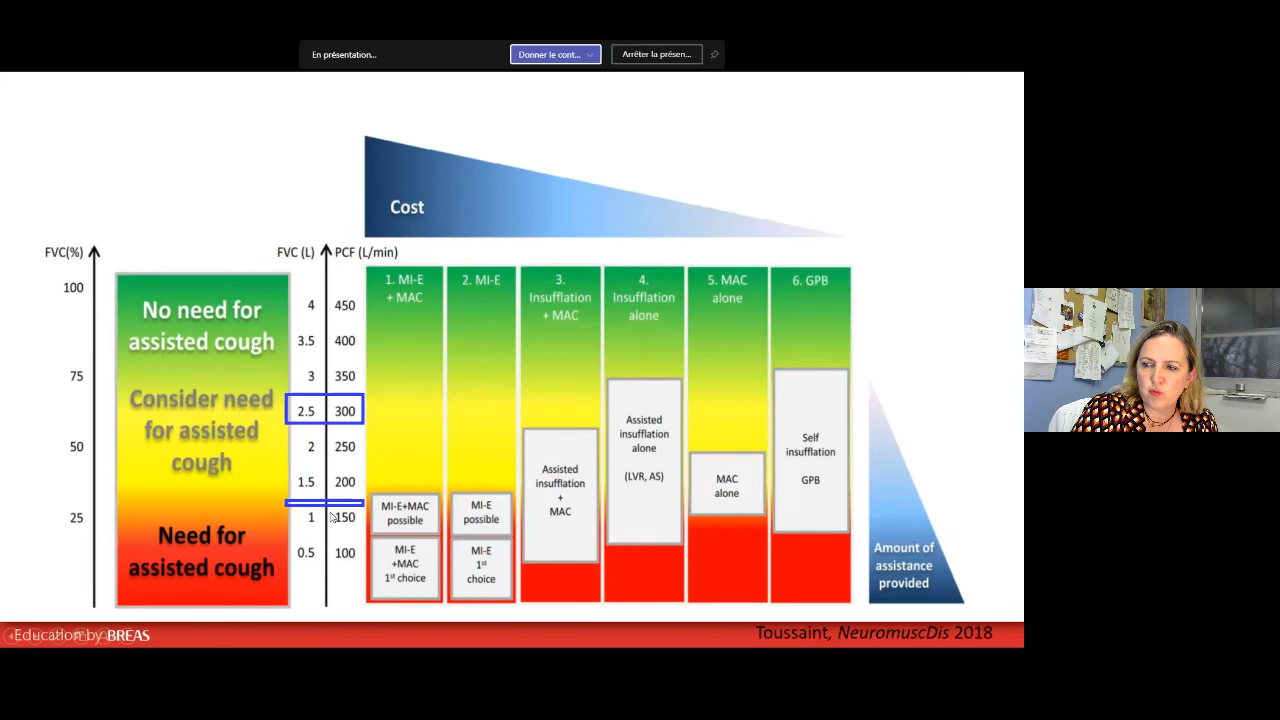 En présentation...
Donner le cont...
Arrêter la présen...
Cost
FVC(%)
100
75
50
25
No need for
assisted cough
Consider need
for assisted
cough
Need for
assisted cough
FVC (L)
4
3.5
3
2.5
2
1.5
1
0.5
PCF (L/min)
450
400
350
300
250
200
150
100
1. MI-E
+ MAC
MI-E+MAC
possible
MI-E
+MAC
1st choice
2. MI-E
MI-E
possible
MI-E
1st
choice
3.
Insufflation
+ MAC
Assisted
insufflation
+
MAC
4.
Insufflation
alone
Assisted
insufflation
alone
(LVR, AS)
5. MAC
alone
MAC
alone
6. GPB
Self
insufflation
GPB
Amount of
assistance
provided
Education by BREAS
Toussaint, NeuromuscDis 2018